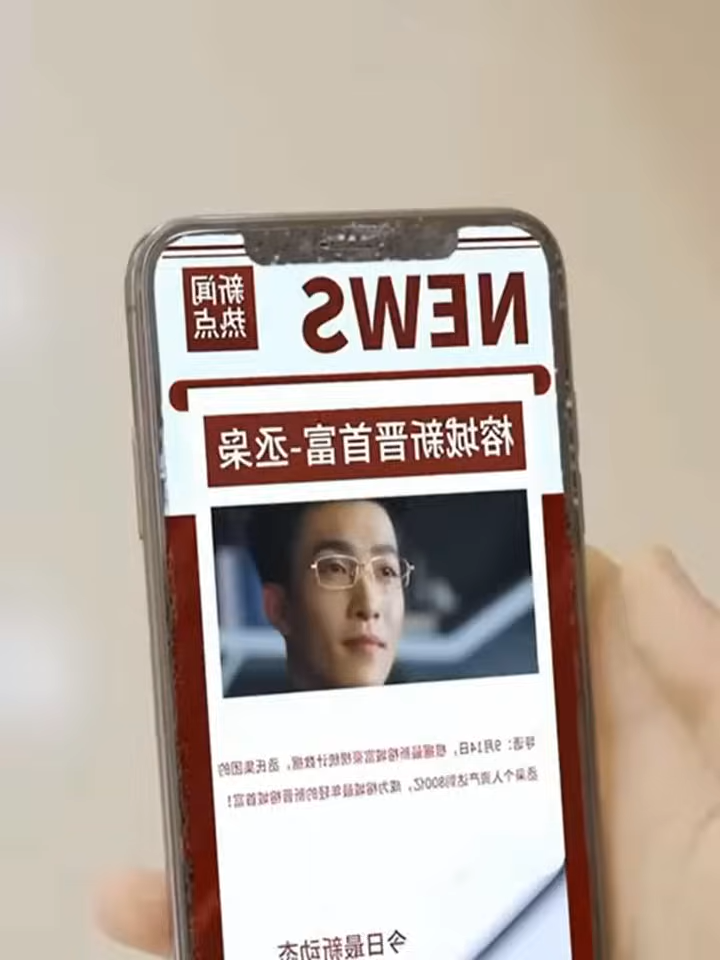 NEWS
新闻
热点
榕城新晋首富-丞枭
导语：9月14日，根据最新榕城富豪榜统计数据，丞氏集团的
丞枭个人资产达到800亿，成为榕城最年轻的新晋榕城首富！
今日最新动态